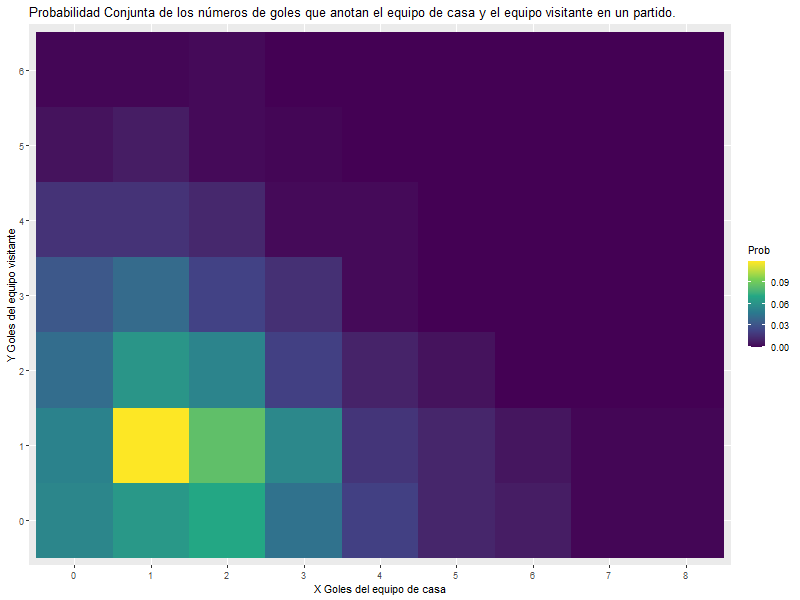 Probabilidad Conjunta de los números de goles que anotan el equipo de casa y el equipo visitante en un partido.
Y Goles del equipo visitante
6
5
4
3
2
1
0
0 1 2 3 4 5 6 7 8
X Goles del equipo de casa
Prob
0.09
0.06
0.03
0.00